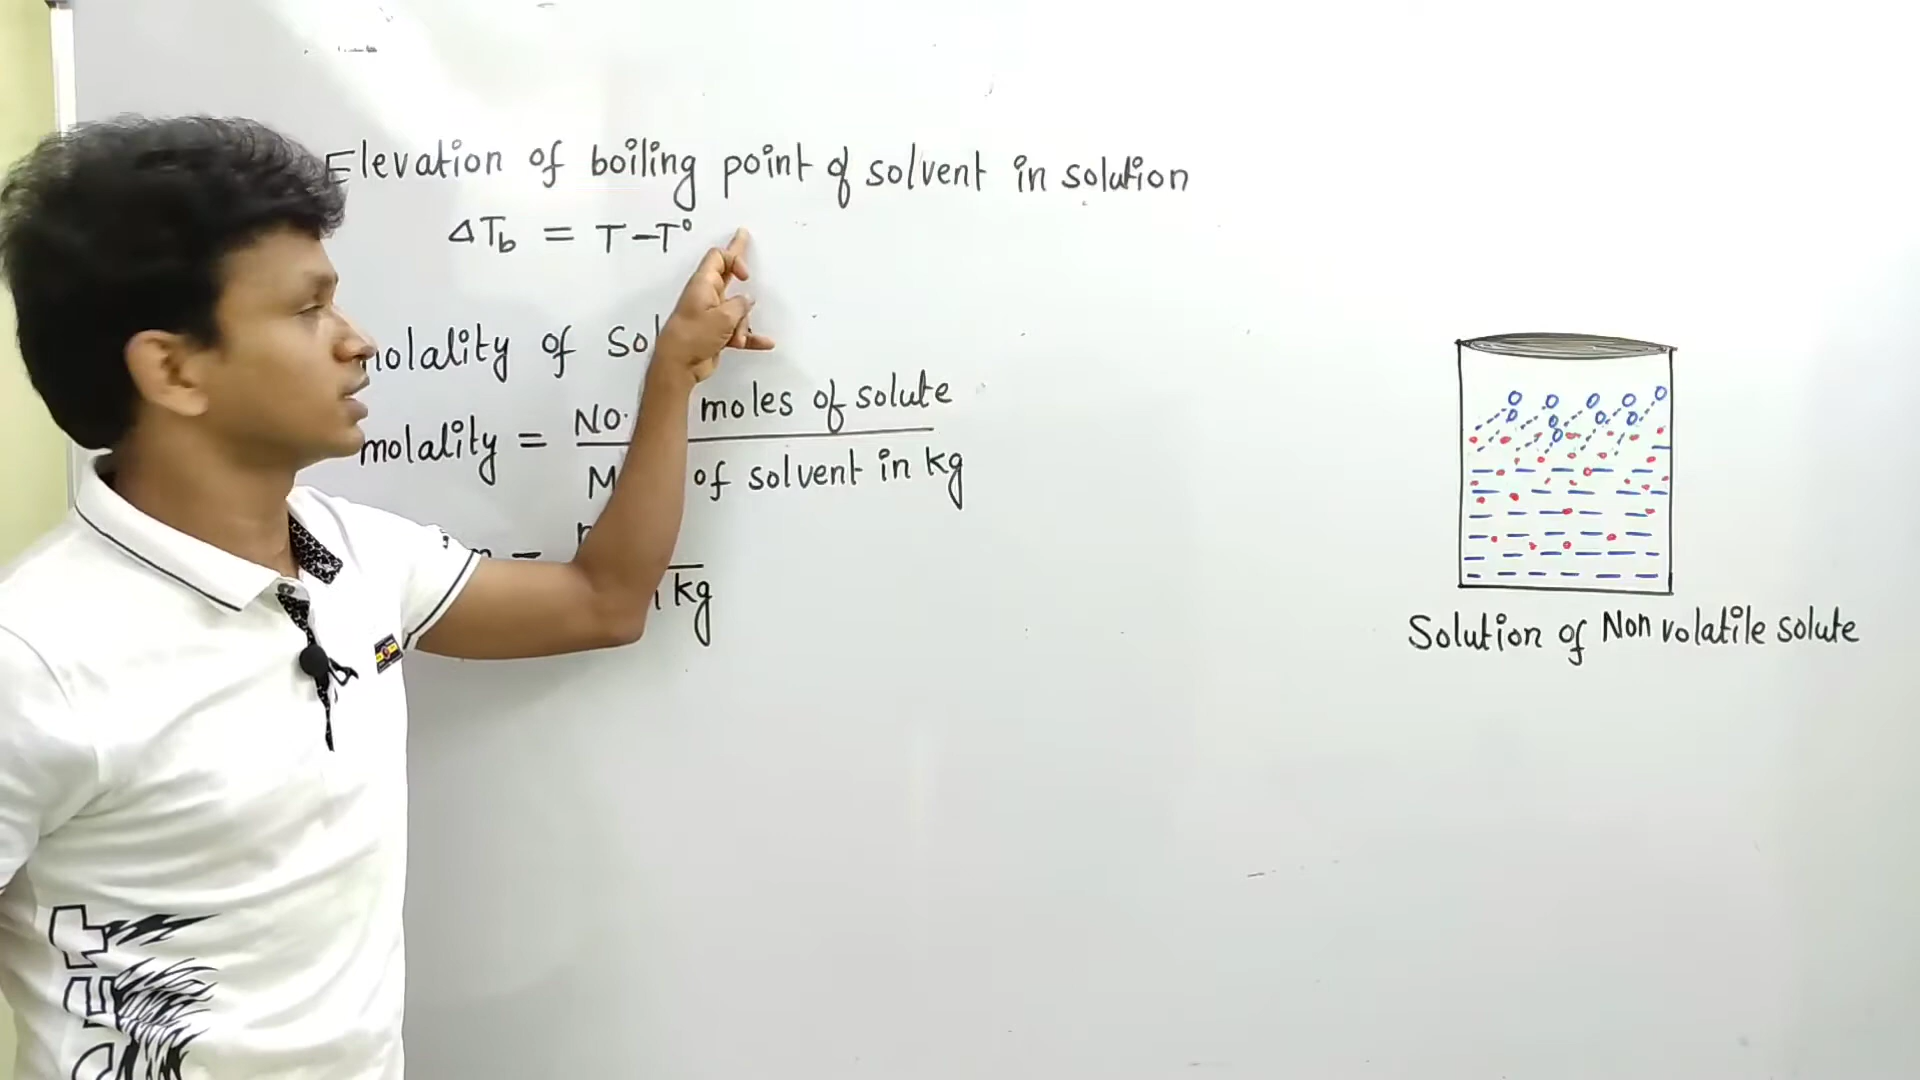 Elevation of boiling point of solvent in solution
ΔTb = T-T°
molality of
molality = No. moles of solute
of solvent in kg
kg
Solution of Non volatile solute